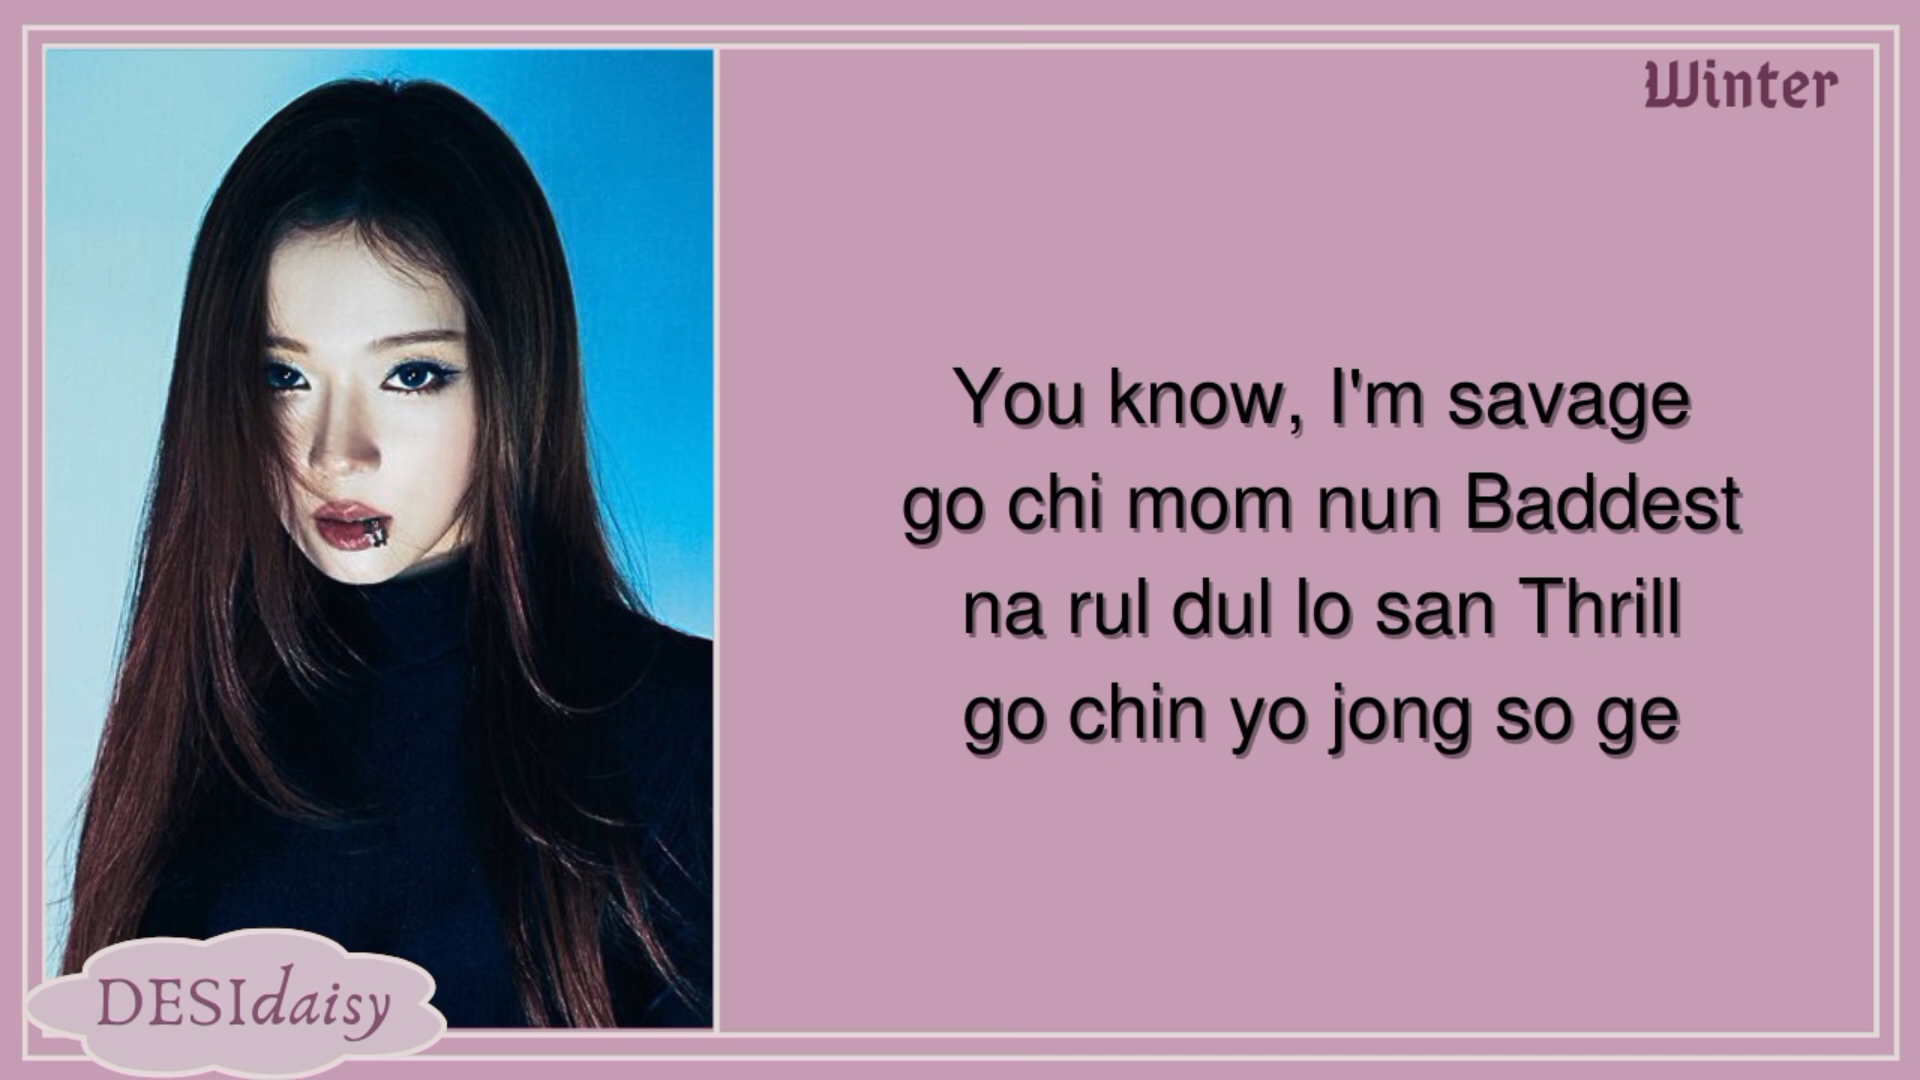 Winter
You know, I'm savage
go chi mom nun Baddest
na rul dul lo san Thrill
go chin yo jong so ge
DESIdaisy